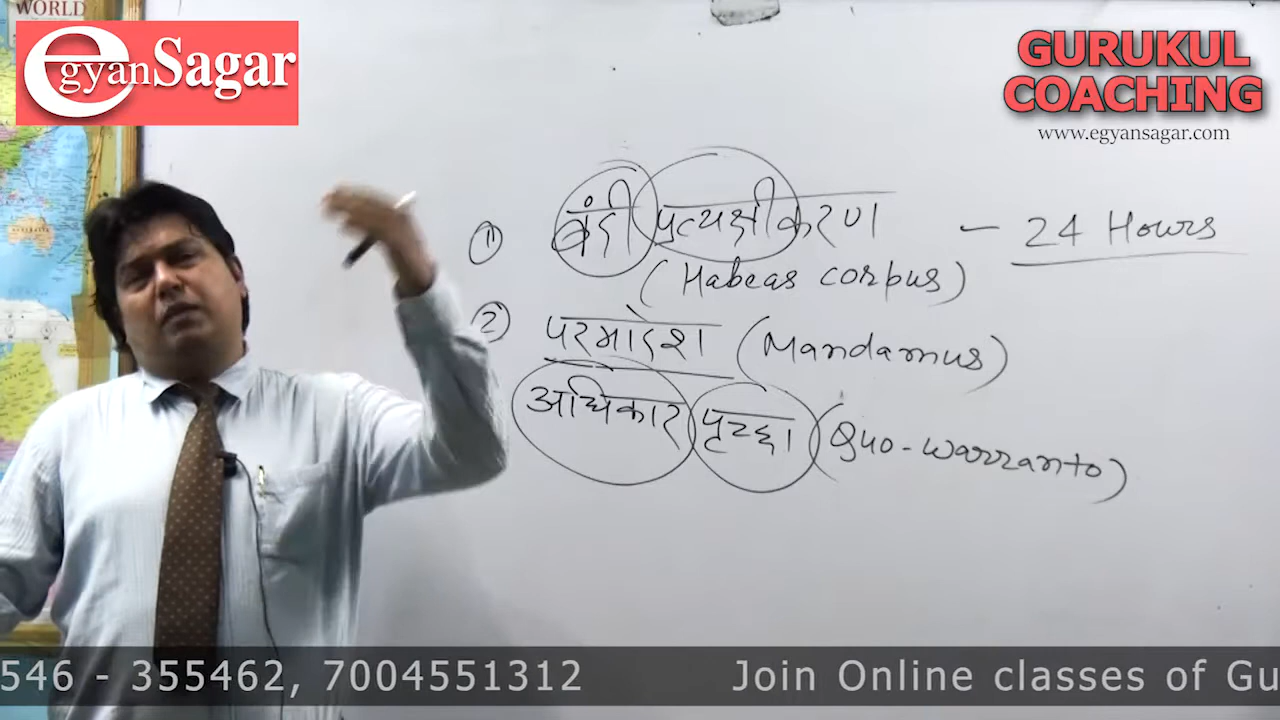 WORLD
egyanSagar
GURUKUL
COACHING
www.egyansagar.com
① बंदी प्रत्यक्षीकरण – 24 Hours
(Habeas corpus)
② परमादेश (Mandamus)
अधिकार पृच्छा (Quo-warranto)
546 - 355462, 7004551312 Join Online classes of Gu